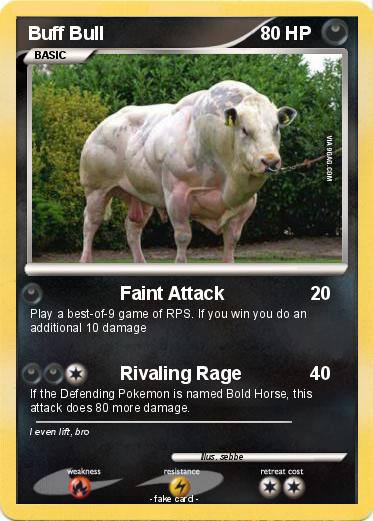 Buff Bull 80 HP
BASIC
VIA 9GAG.COM
Faint Attack 20
Play a best-of-9 game of RPS. If you win you do an
additional 10 damage
Rivaling Rage 40
If the Defending Pokemon is named Bold Horse, this
attack does 80 more damage.
I even lift, bro
Illus. sebbe
weakness resistance retreat cost
- fake card -